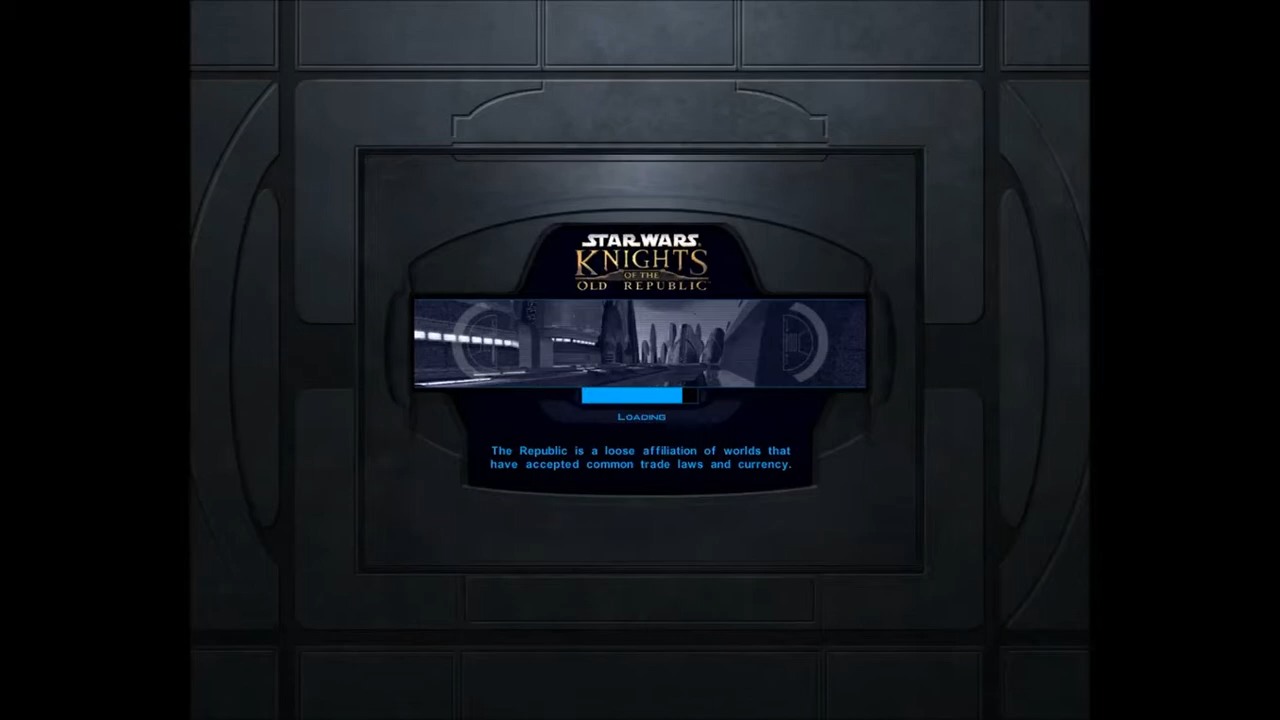 STAR WARS
KNIGHTS
OF THE
OLD REPUBLIC
LOADING
The Republic is a loose affiliation of worlds that
have accepted common trade laws and currency.